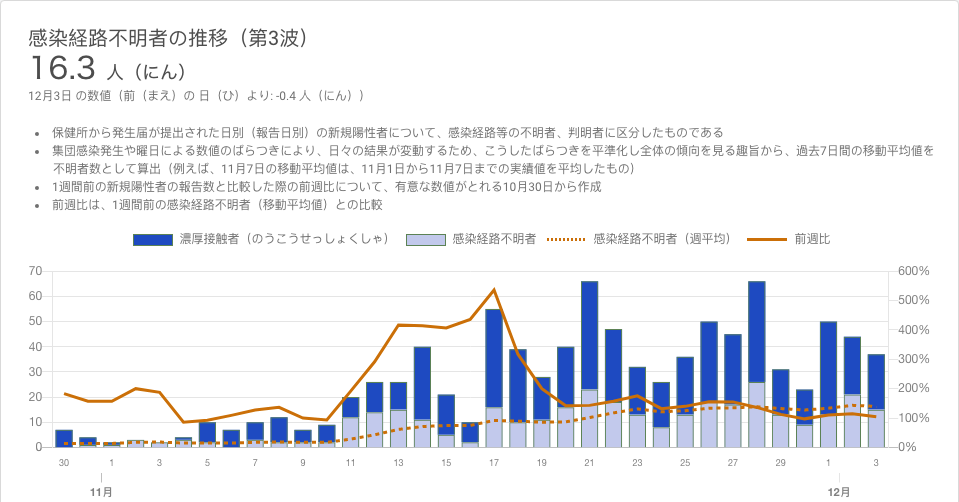 感染経路不明者の推移（第3波）
16.3 人（にん）
12月3日 の数値（前（まえ）の 日（ひ）より: -0.4 人（にん））
保健所から発生届が提出された日別（報告日別）の新規陽性者について、感染経路等の不明者、判明者に区分したものである
集団感染発生や曜日による数値のばらつきにより、日々の結果が変動するため、こうしたばらつきを平準化し全体の傾向を見る趣旨から、過去7日間の移動平均値を
不明者数として算出（例えば、11月7日の移動平均値は、11月1日から11月7日までの実績値を平均したもの）
1週間前の新規陽性者の報告数と比較した際の前週比について、有意な数値がとれる10月30日から作成
前週比は、1週間前の感染経路不明者（移動平均値）との比較
濃厚接触者（のうこうせっしょくしゃ） 感染経路不明者 感染経路不明者（週平均） 前週比
70 600%
60 500%
50 400%
40 300%
30 200%
20 100%
10 0%
0
30 1 3 5 7 9 11 13 15 17 19 21 23 25 27 29 1 3
11月 12月